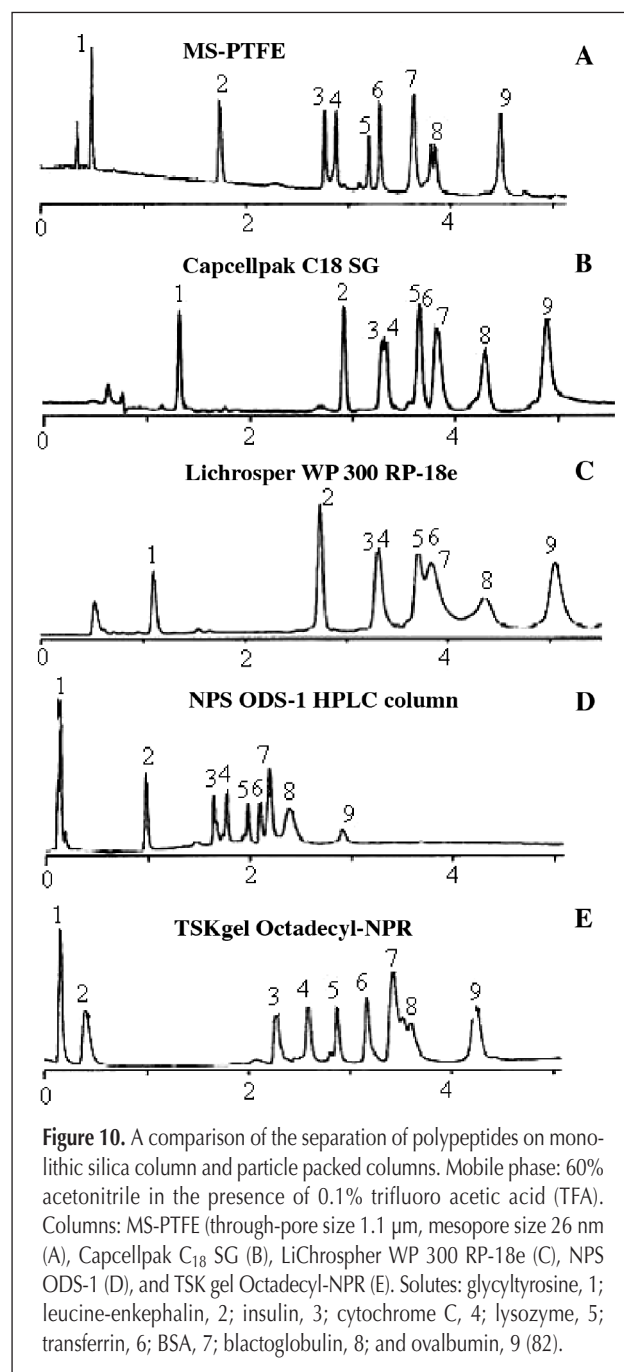 MS-PTFE
A
1
2
3 4
5
6
7
8
9
0
2
4
Capcellpak C18 SG
B
1
2
3 4
5 6
7
8
9
0
2
4
Lichrosper WP 300 RP-18e
C
1
2
3 4
5 6
7
8
9
0
2
4
NPS ODS-1 HPLC column
D
1
2
3 4
5 6
7
8
9
0
2
4
TSKgel Octadecyl-NPR
E
1
2
3
4
5
6
7
8
9
0
2
4
Figure 10. A comparison of the separation of polypeptides on mono-
lithic silica column and particle packed columns. Mobile phase: 60%
acetonitrile in the presence of 0.1% trifluoro acetic acid (TFA).
Columns: MS-PTFE (through-pore size 1.1 µm, mesopore size 26 nm
(A), Capcellpak C18 SG (B), LiChrospher WP 300 RP-18e (C), NPS
ODS-1 (D), and TSK gel Octadecyl-NPR (E). Solutes: glycyltyrosine, 1;
leucine-enkephalin, 2; insulin, 3; cytochrome C, 4; lysozyme, 5;
transferrin, 6; BSA, 7; blactoglobulin, 8; and ovalbumin, 9 (82).